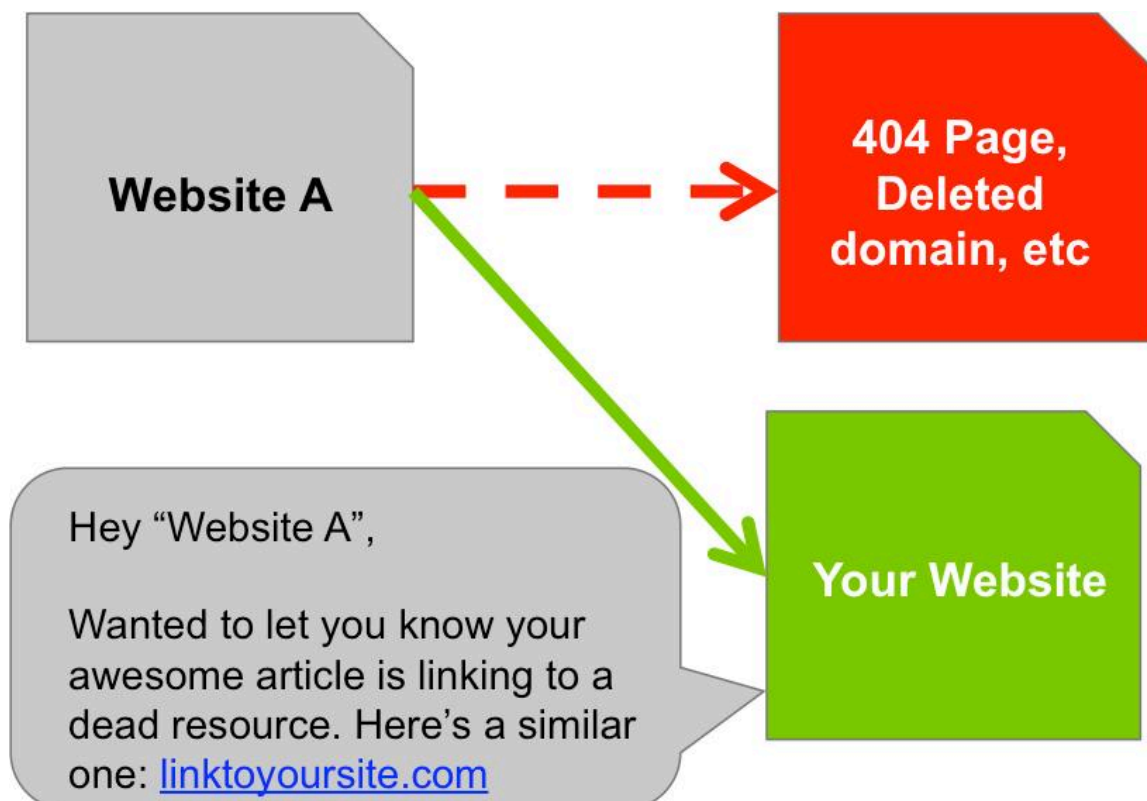 Website A
404 Page,
Deleted
domain, etc
Your Website
Hey “Website A”,
Wanted to let you know your
awesome article is linking to a
dead resource. Here’s a similar
one: linktoyoursite.com